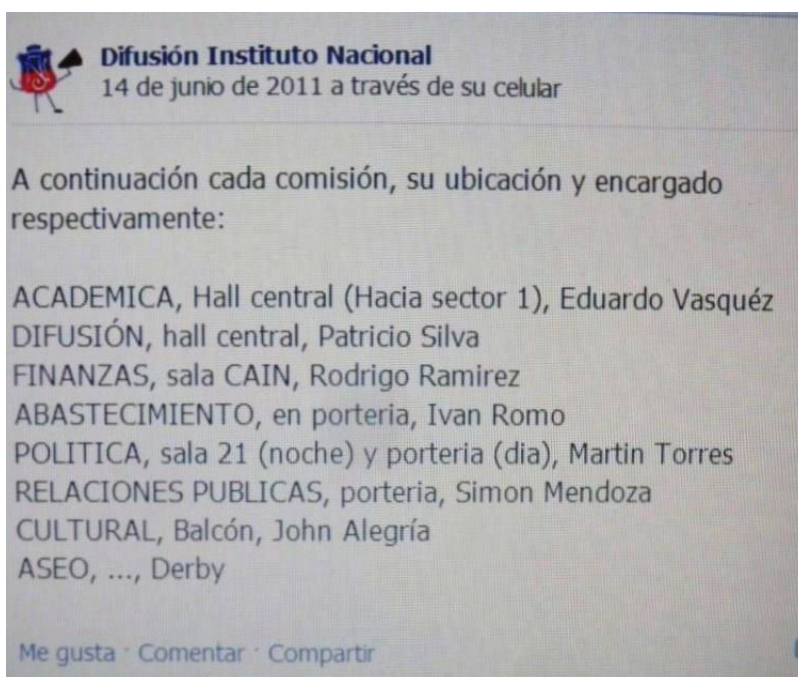 Difusión Instituto Nacional
14 de junio de 2011 a través de su celular
A continuación cada comisión, su ubicación y encargado
respectivamente:
ACADEMICA, Hall central (Hacia sector 1), Eduardo Vasquéz
DIFUSIÓN, hall central, Patricio Silva
FINANZAS, sala CAIN, Rodrigo Ramirez
ABASTECIMIENTO, en porteria, Ivan Romo
POLITICA, sala 21 (noche) y porteria (dia), Martin Torres
RELACIONES PUBLICAS, porteria, Simon Mendoza
CULTURAL, Balcón, John Alegría
ASEO, ..., Derby
Me gusta · Comentar · Compartir